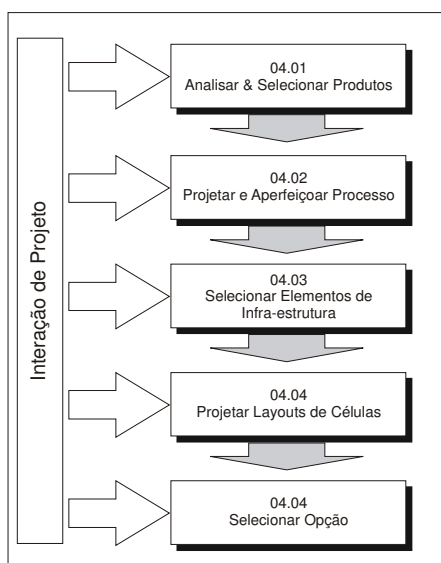 Interação de Projeto
04.01
Analisar & Selecionar Produtos
04.02
Projetar e Aperfeiçoar Processo
04.03
Selecionar Elementos de
Infra-estrutura
04.04
Projetar Layouts de Células
04.04
Selecionar Opção